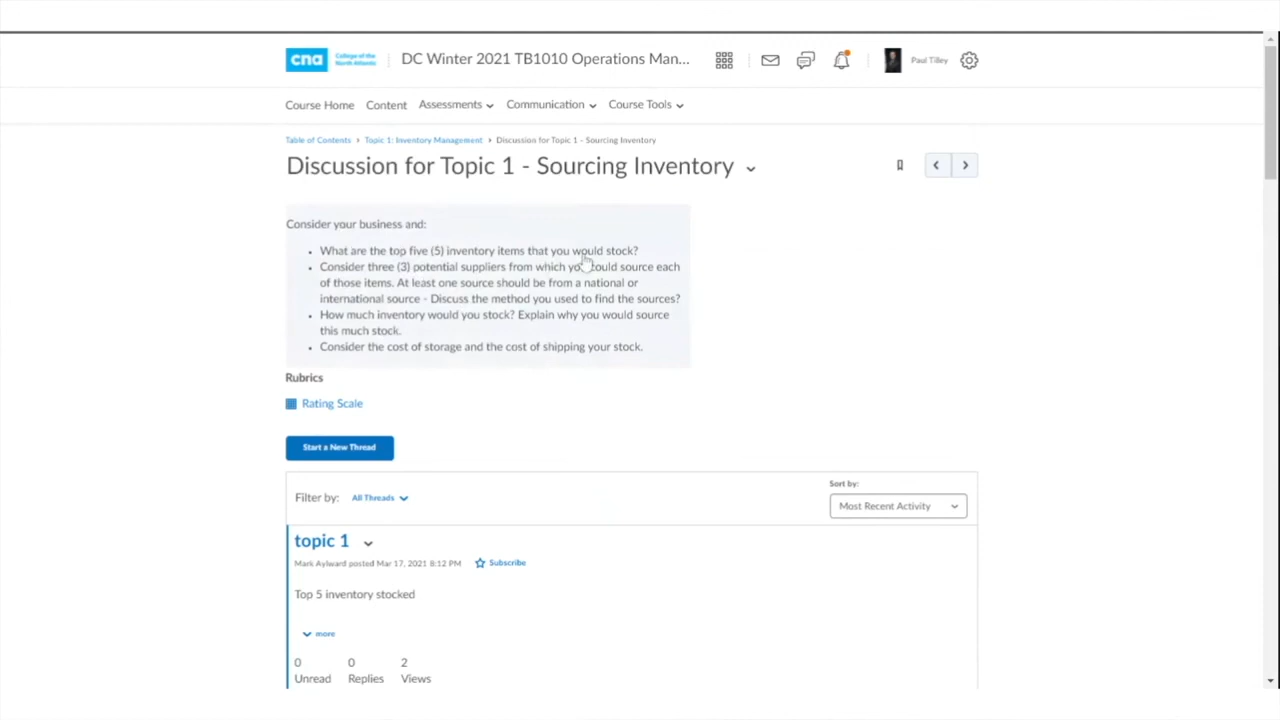 cna College of the North Atlantic DC Winter 2021 TB1010 Operations Man... Paul Tilley
Course Home Content Assessments Communication Course Tools
Table of Contents › Topic 1: Inventory Management › Discussion for Topic 1 - Sourcing Inventory
Discussion for Topic 1 - Sourcing Inventory
Consider your business and:
• What are the top five (5) inventory items that you would stock?
• Consider three (3) potential suppliers from which you could source each
of those items. At least one source should be from a national or
international source - Discuss the method you used to find the sources?
• How much inventory would you stock? Explain why you would source
this much stock.
• Consider the cost of storage and the cost of shipping your stock.
Rubrics
Rating Scale
Start a New Thread
Sort by:
Filter by: All Threads Most Recent Activity
topic 1
Mark Aylward posted Mar 17, 2021 8:12 PM Subscribe
Top 5 inventory stocked
more
0 0 2
Unread Replies Views